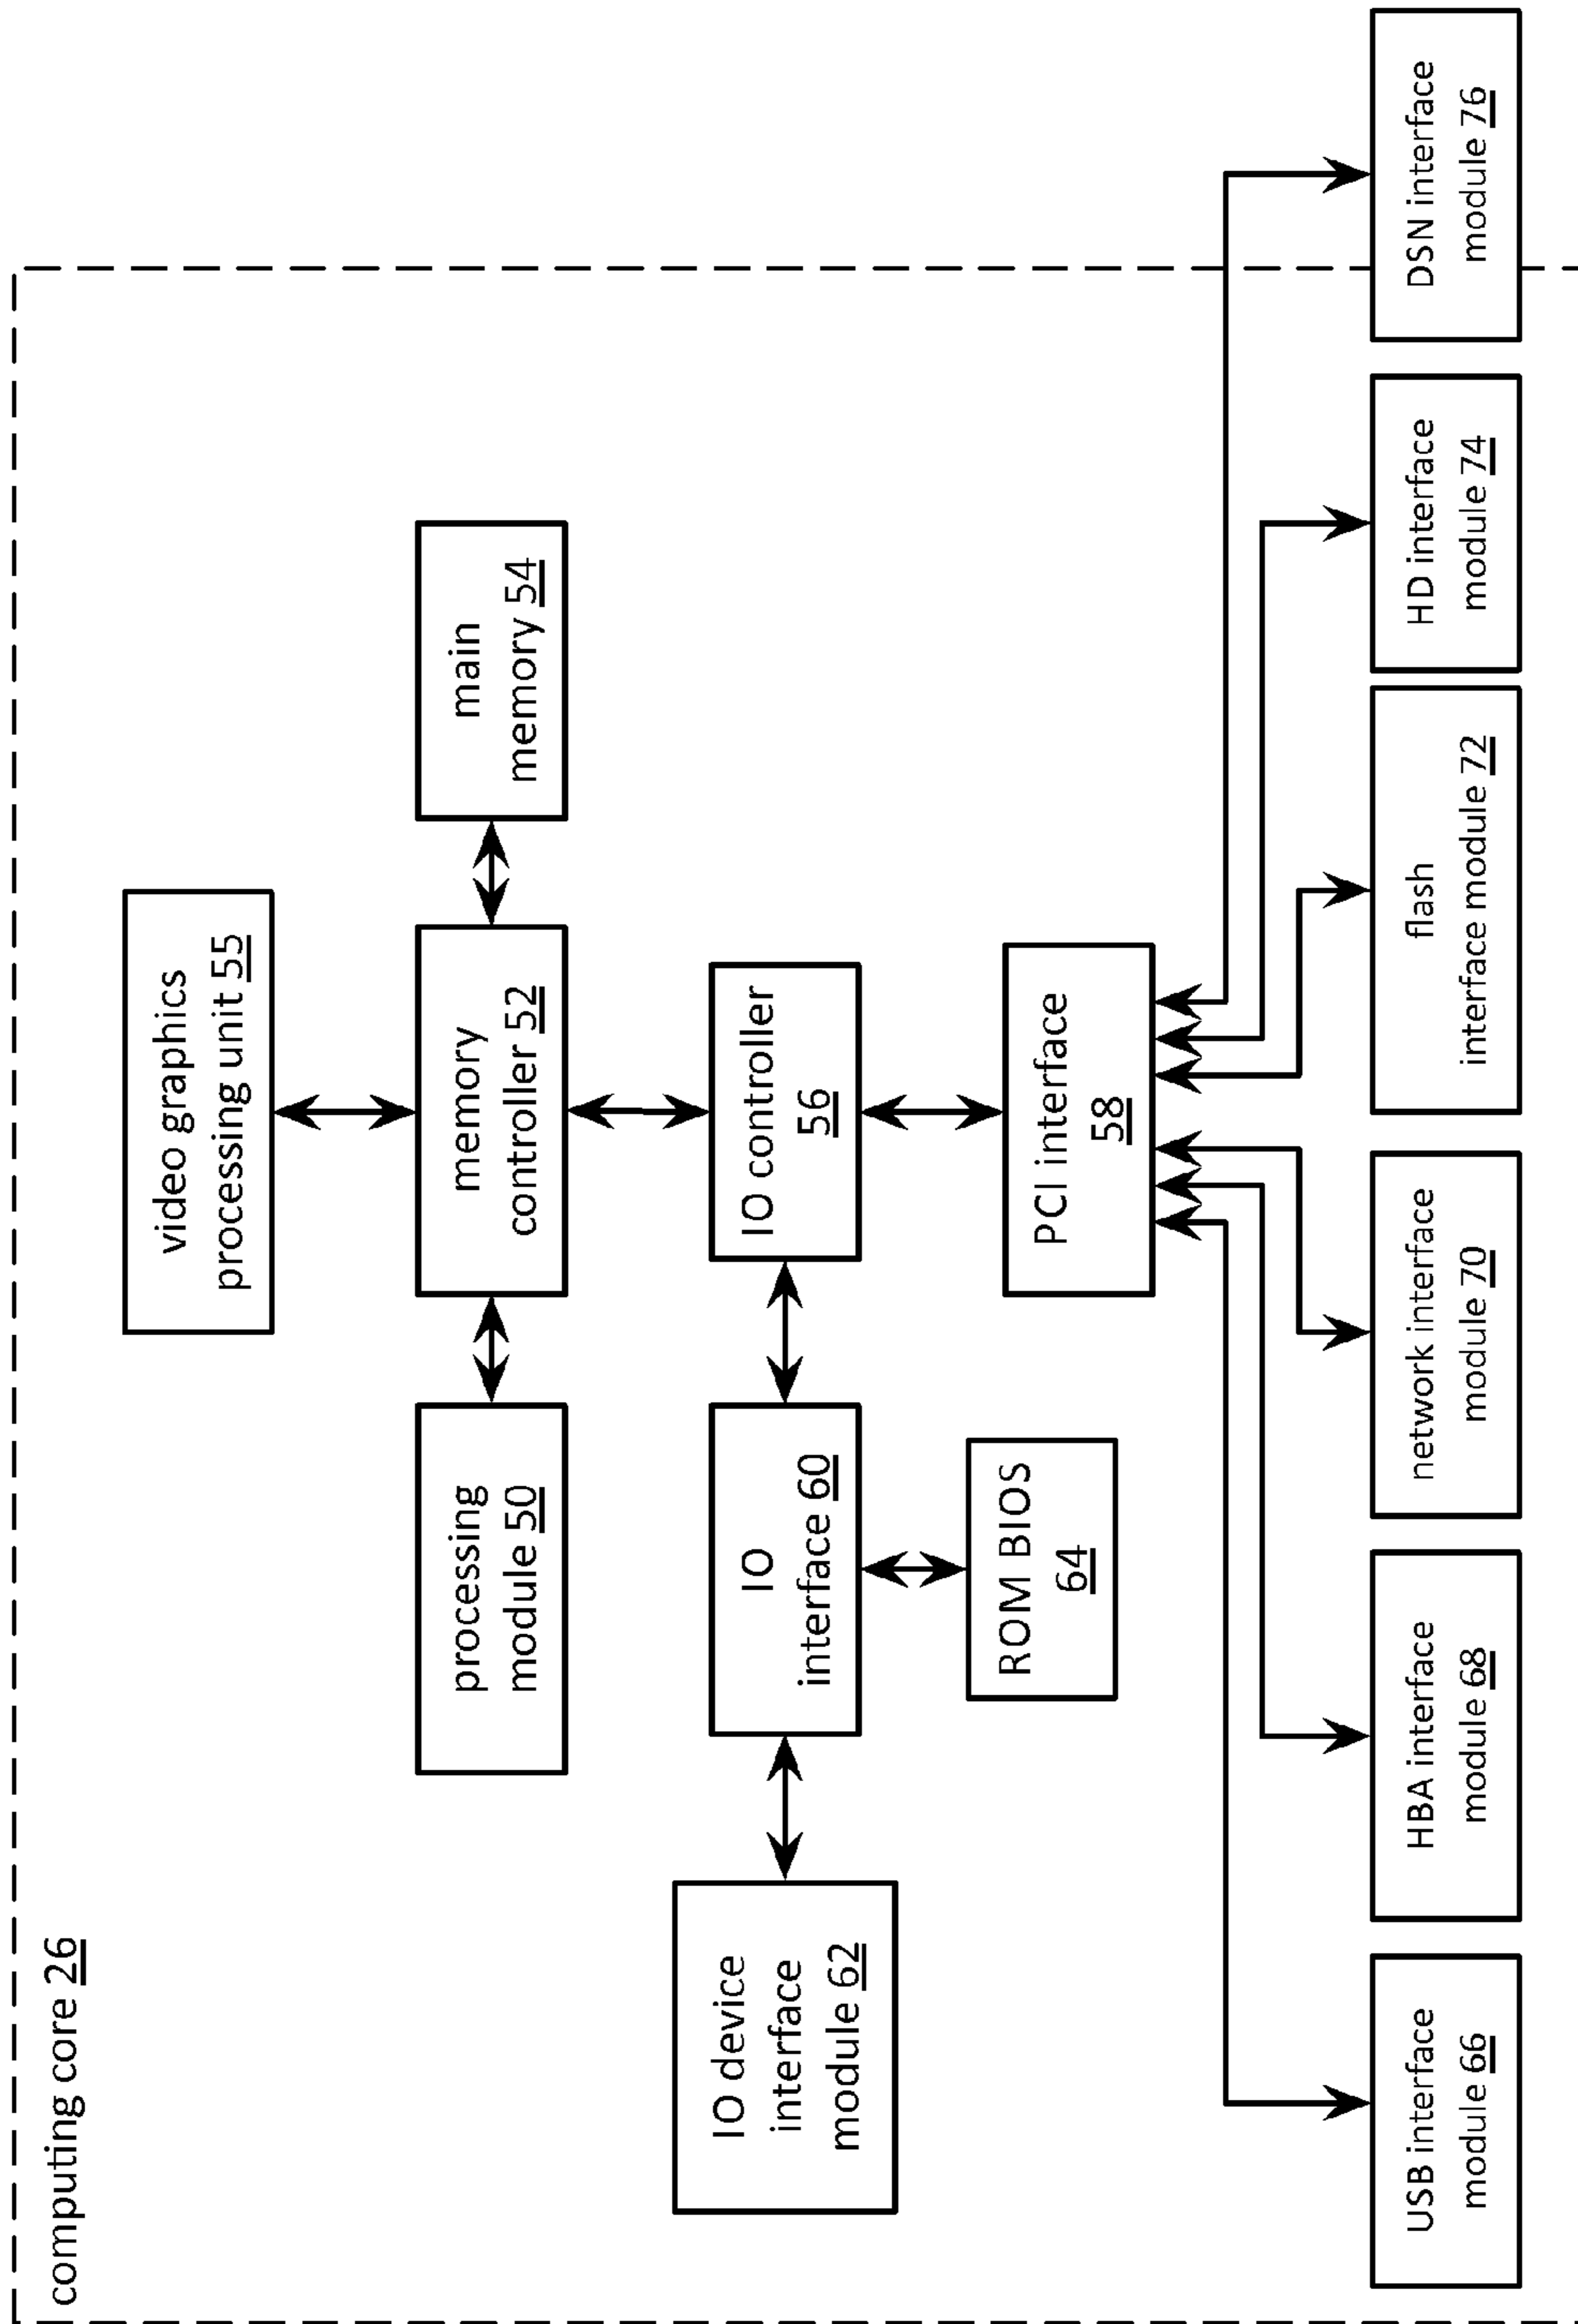 computing core 26
video graphics
processing unit 55
processing
module 50
memory
controller 52
main
memory 54
IO device
interface
module 62
IO
interface 60
IO controller
56
ROM BIOS
64
PCI interface
58
USB interface
module 66
HBA interface
module 68
network interface
module 70
flash
interface module 72
HD interface
module 74
DSN interface
module 76